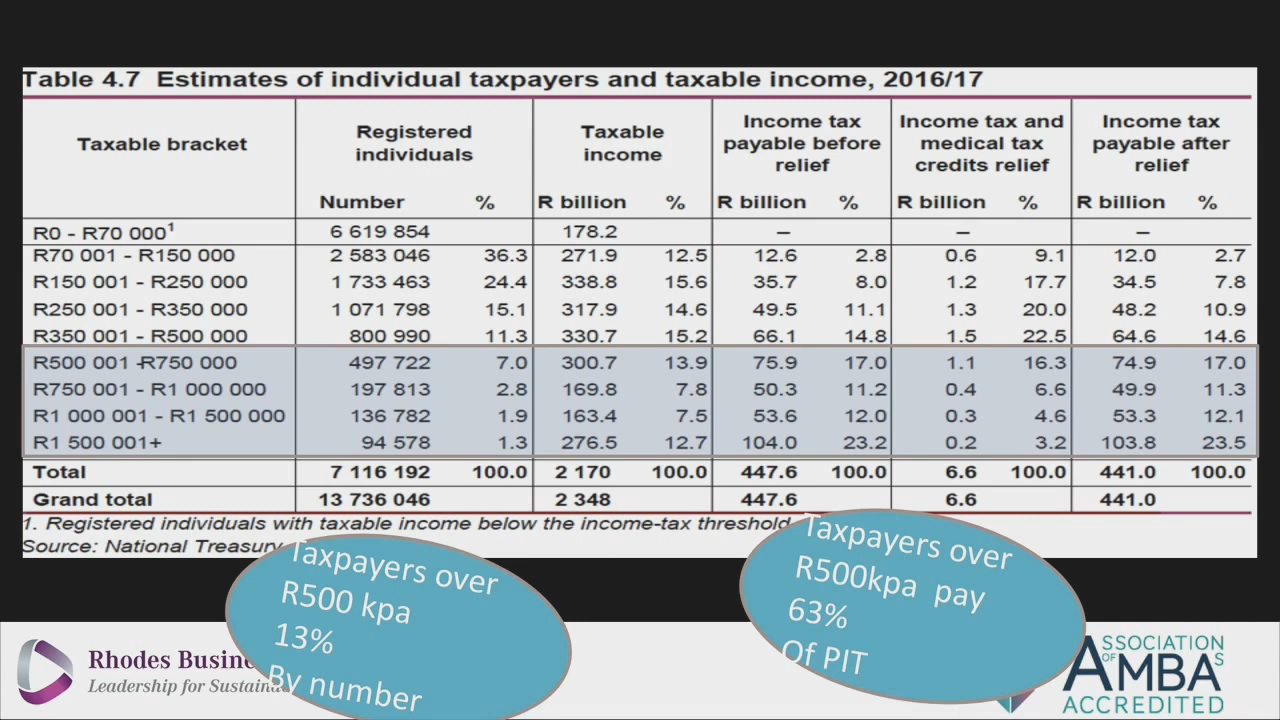 Table 4.7 Estimates of individual taxpayers and taxable income, 2016/17
Taxable bracket Registered individuals Taxable income Income tax payable before relief Income tax and medical tax credits relief Income tax payable after relief
Number % R billion % R billion % R billion % R billion %
R0 - R70 000¹ 6 619 854 178.2 – – –
R70 001 - R150 000 2 583 046 36.3 271.9 12.5 12.6 2.8 0.6 9.1 12.0 2.7
R150 001 - R250 000 1 733 463 24.4 338.8 15.6 35.7 8.0 1.2 17.7 34.5 7.8
R250 001 - R350 000 1 071 798 15.1 317.9 14.6 49.5 11.1 1.3 20.0 48.2 10.9
R350 001 - R500 000 800 990 11.3 330.7 15.2 66.1 14.8 1.5 22.5 64.6 14.6
R500 001 -R750 000 497 722 7.0 300.7 13.9 75.9 17.0 1.1 16.3 74.9 17.0
R750 001 - R1 000 000 197 813 2.8 169.8 7.8 50.3 11.2 0.4 6.6 49.9 11.3
R1 000 001 - R1 500 000 136 782 1.9 163.4 7.5 53.6 12.0 0.3 4.6 53.3 12.1
R1 500 001+ 94 578 1.3 276.5 12.7 104.0 23.2 0.2 3.2 103.8 23.5
Total 7 116 192 100.0 2 170 100.0 447.6 100.0 6.6 100.0 441.0 100.0
Grand total 13 736 046 2 348 447.6 6.6 441.0
1. Registered individuals with taxable income below the income-tax threshold
Source: National Treasury
Taxpayers over
R500 kpa
13%
By number
Taxpayers over
R500kpa pay
63%
Of PIT
Rhodes
Leadership for
ASSOCIATION
OF AMBAS
ACCREDITED